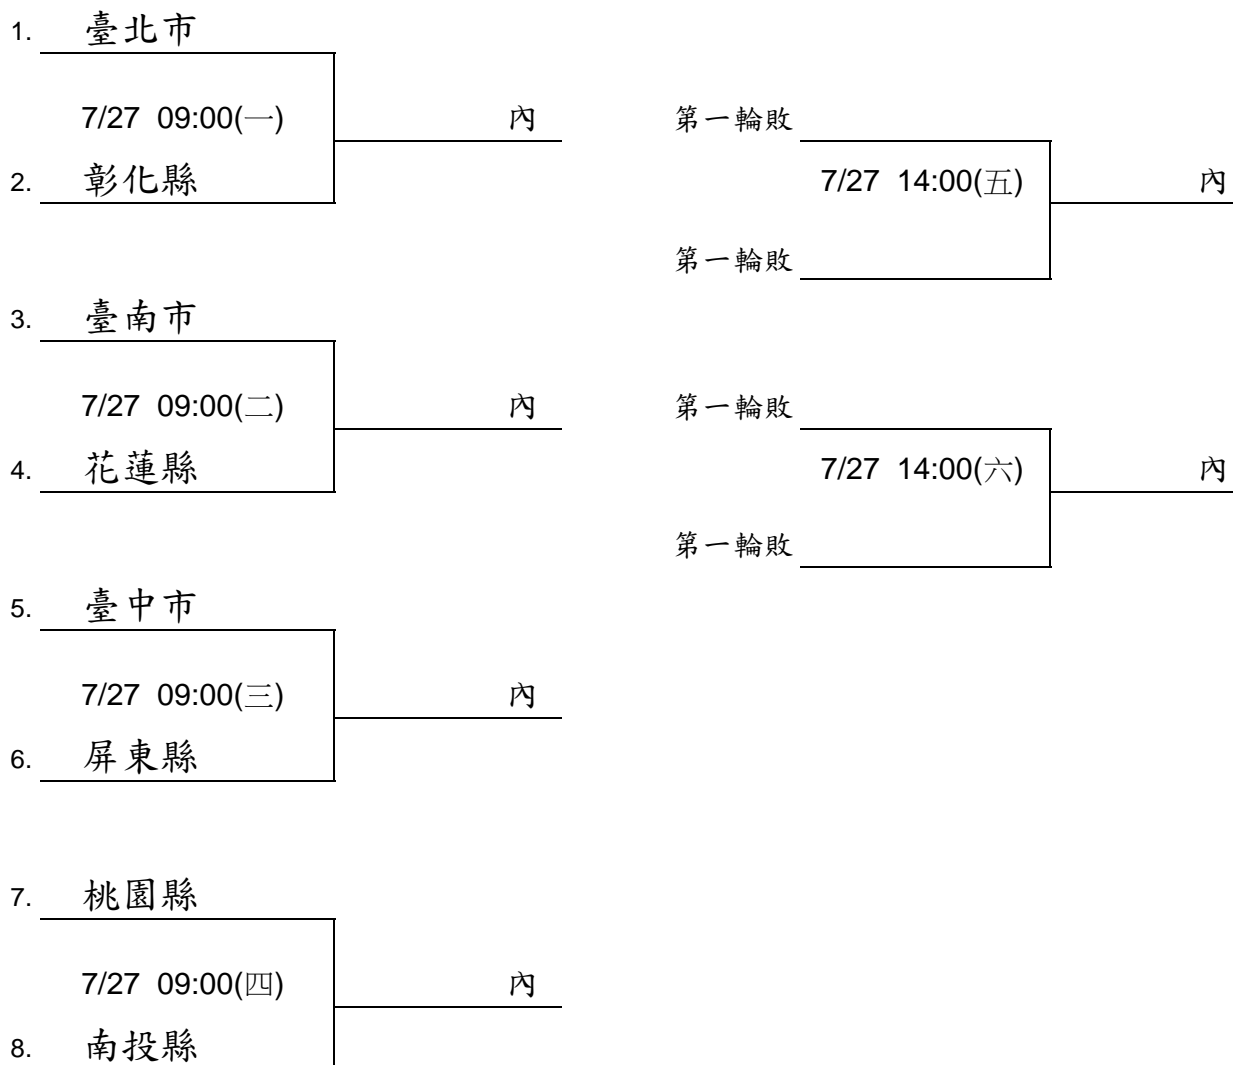 1. 臺北市
7/27 09:00(一) 內 第一輪敗
2. 彰化縣 7/27 14:00(五) 內
第一輪敗
3. 臺南市
7/27 09:00(二) 內 第一輪敗
4. 花蓮縣 7/27 14:00(六) 內
第一輪敗
5. 臺中市
7/27 09:00(三) 內
6. 屏東縣
7. 桃園縣
7/27 09:00(四) 內
8. 南投縣